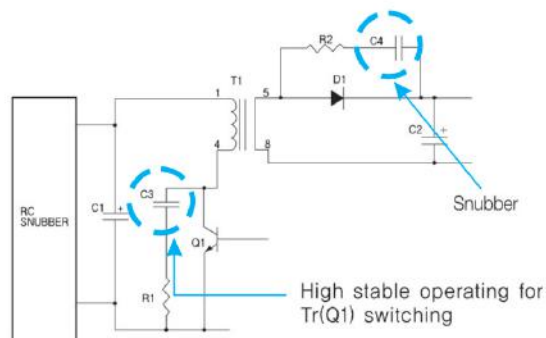 R2
C4
T1
D1
1
5
C2
+
4
8
C3
Snubber
RC
SNUBBER
C1
+
Q1
R1
High stable operating for
Tr(Q1) switching